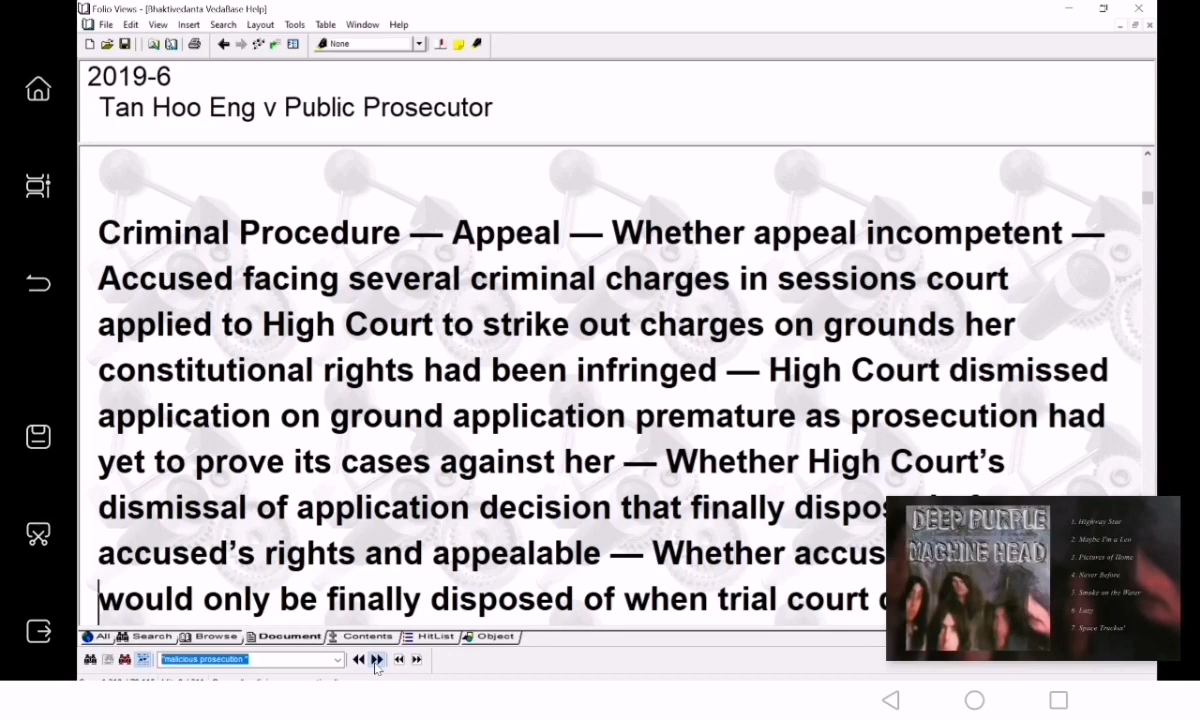 Folio Views - [Bhaktivedanta VedaBase Help]
File Edit View Insert Search Layout Tools Table Window Help
None
2019-6
Tan Hoo Eng v Public Prosecutor
Criminal Procedure — Appeal — Whether appeal incompetent —
Accused facing several criminal charges in sessions court
applied to High Court to strike out charges on grounds her
constitutional rights had been infringed — High Court dismissed
application on ground application premature as prosecution had
yet to prove its cases against her — Whether High Court’s
dismissal of application decision that finally
accused’s rights and appealable — Whether
would only be finally disposed of when trial court
DEEP PURPLE
MACHINE HEAD
1. Highway Star
2. Maybe I'm a Leo
3. Pictures of Home
4. Never Before
5. Smoke on the Water
6. Lazy
7. Space Truckin'
All Search Browse Document Contents HitList Object
"malicious prosecution "